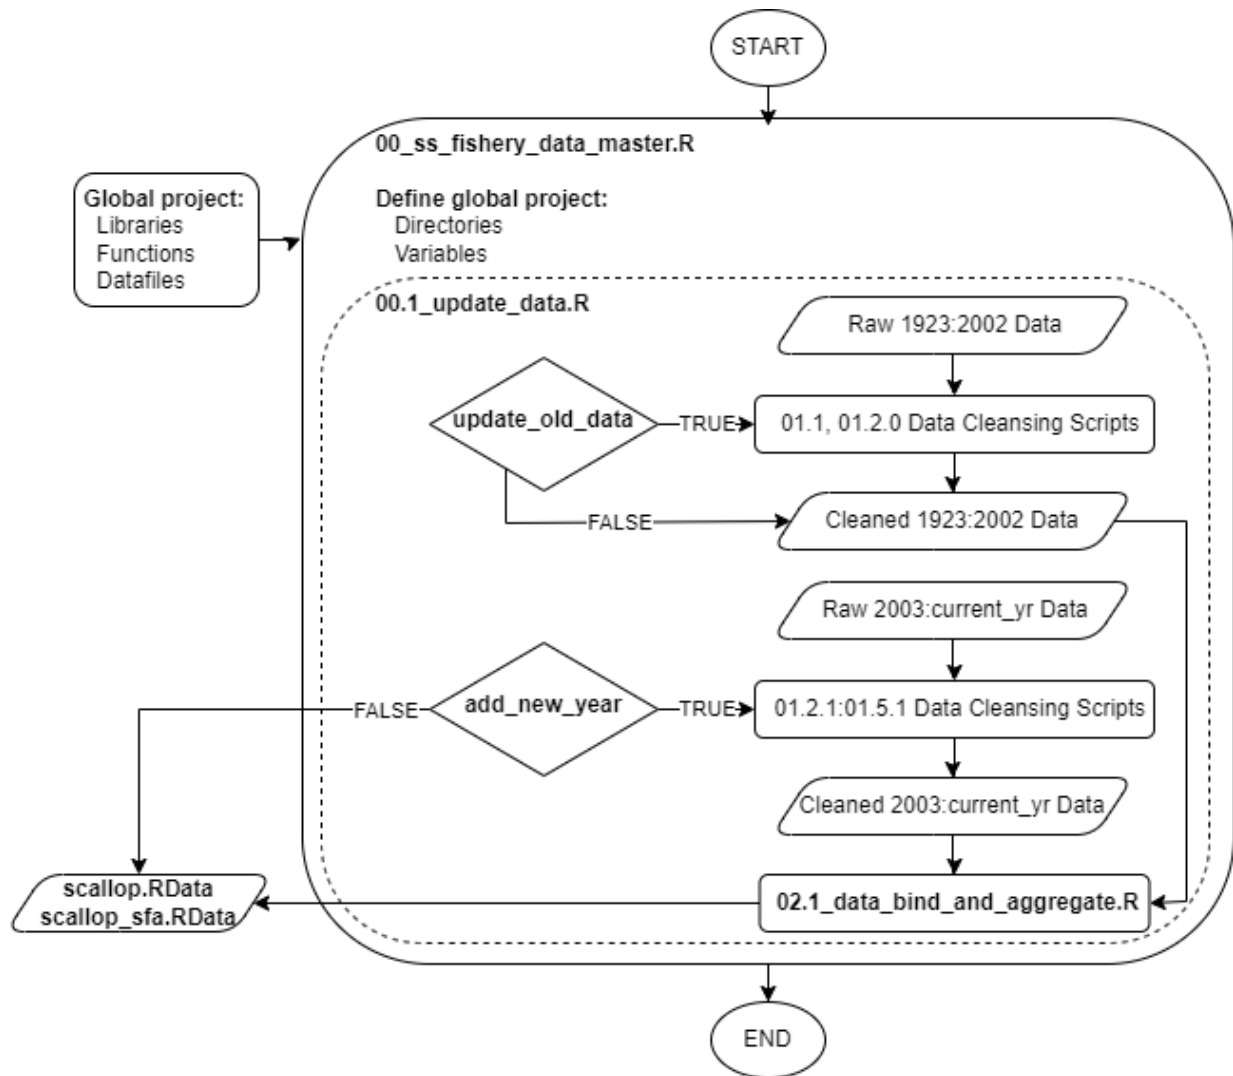 START
00_ss_fishery_data_master.R
Global project:
Libraries
Functions
Datafiles
Define global project:
Directories
Variables
00.1_update_data.R
Raw 1923:2002 Data
update_old_data
TRUE
01.1, 01.2.0 Data Cleansing Scripts
FALSE
Cleaned 1923:2002 Data
Raw 2003:current_yr Data
FALSE
add_new_year
TRUE
01.2.1:01.5.1 Data Cleansing Scripts
Cleaned 2003:current_yr Data
scallop.RData
scallop_sfa.RData
02.1_data_bind_and_aggregate.R
END